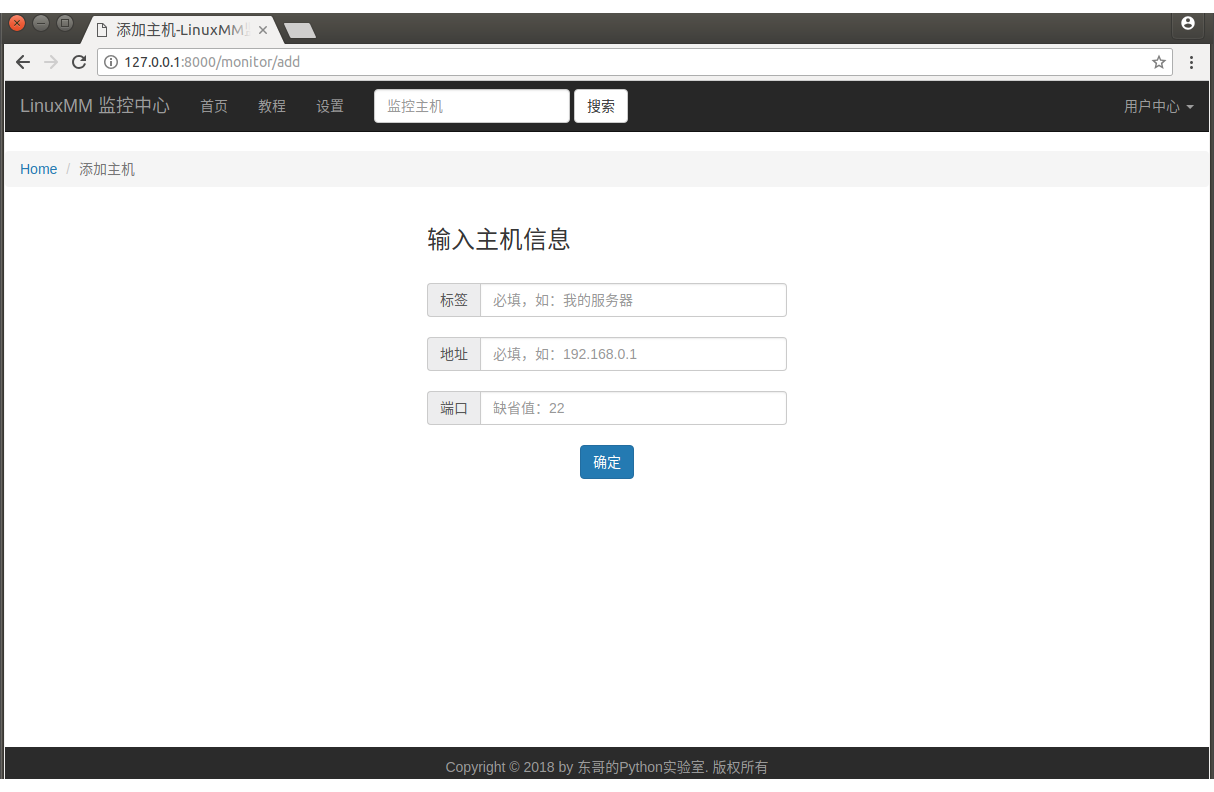 添加主机-LinuxMM
127.0.0.1:8000/monitor/add
LinuxMM 监控中心 首页 教程 设置 监控主机 搜索 用户中心
Home / 添加主机
输入主机信息
标签 必填，如：我的服务器
地址 必填，如：192.168.0.1
端口 缺省值：22
确定
Copyright © 2018 by 东哥的Python实验室. 版权所有